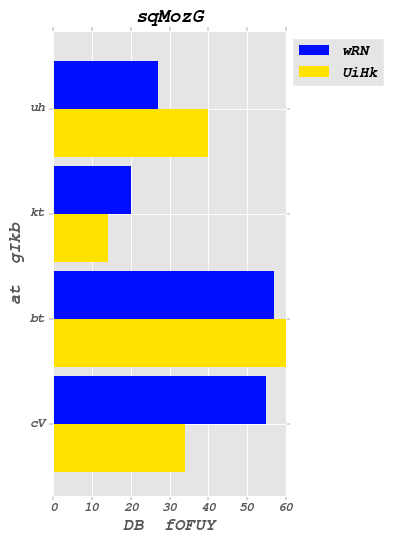 sqMozG
wRN
UiHk
uh
kt
bt
cV
at gIkb
0 10 20 30 40 50 60
DB fOFUY